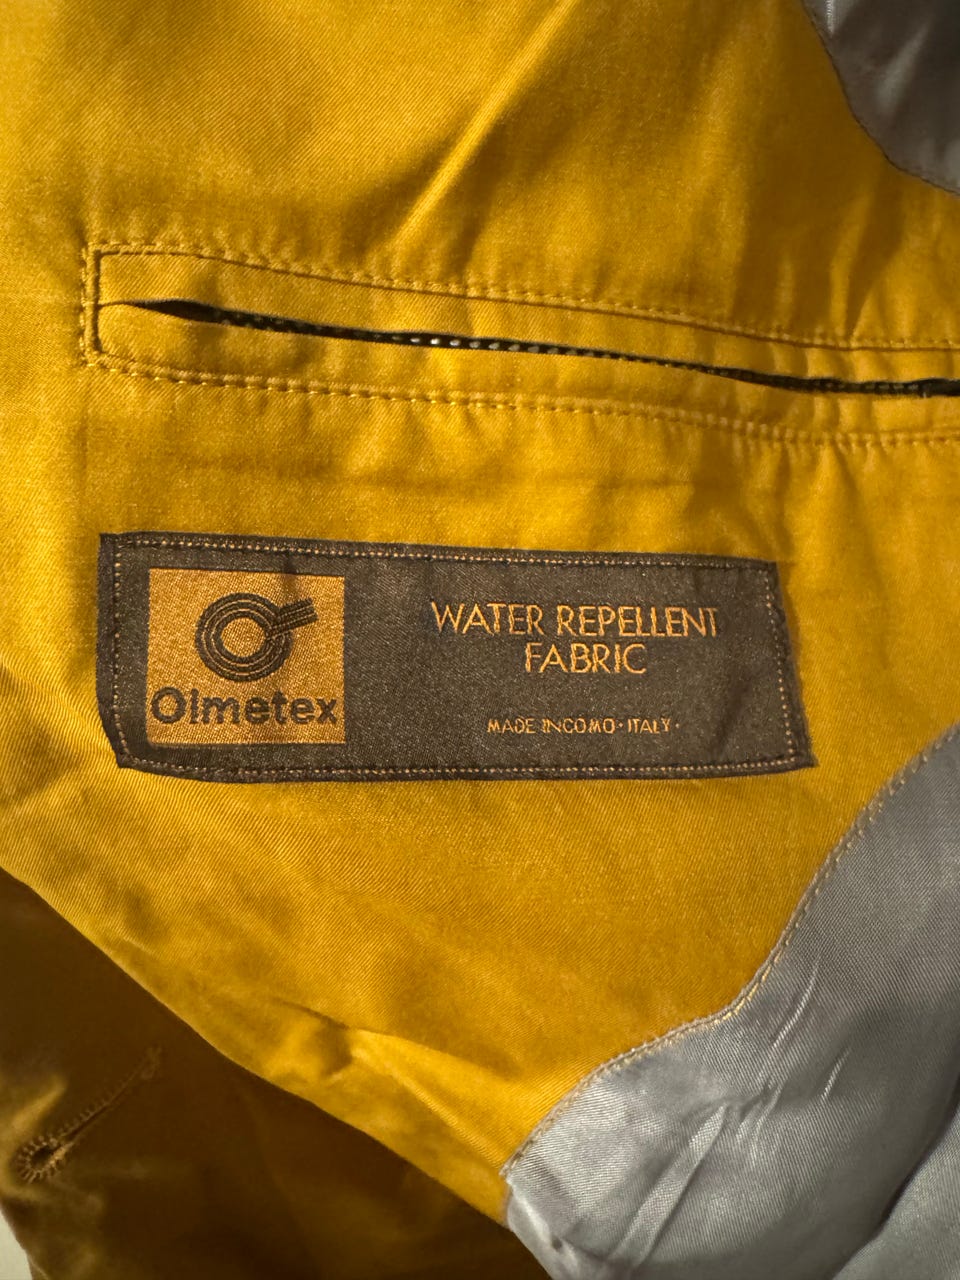 Olmetex
WATER REPELLENT
FABRIC
MADE IN COMO · ITALY ·